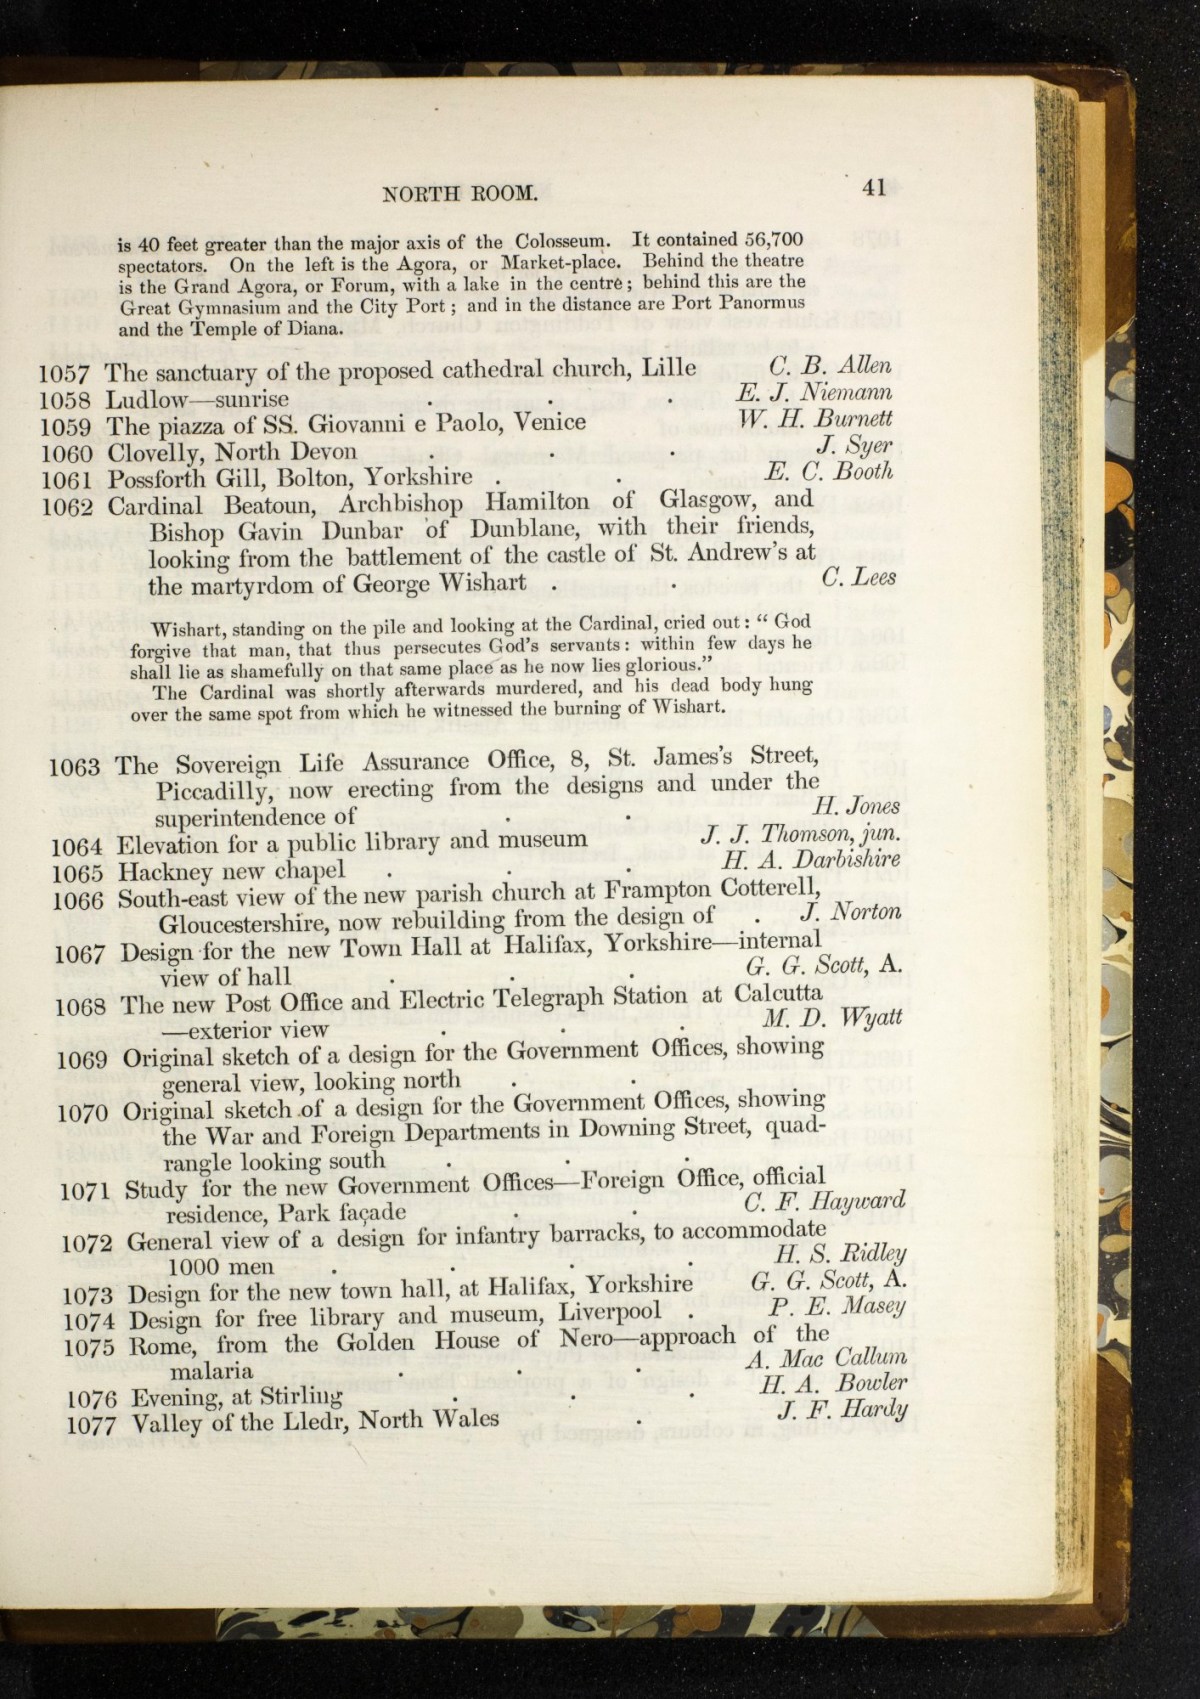 NORTH ROOM.
41
is 40 feet greater than the major axis of the Colosseum. It contained 56,700
spectators. On the left is the Agora, or Market-place. Behind the theatre
is the Grand Agora, or Forum, with a lake in the centre; behind this are the
Great Gymnasium and the City Port; and in the distance are Port Panormus
and the Temple of Diana.
1057 The sanctuary of the proposed cathedral church, Lille C. B. Allen
1058 Ludlow—sunrise . . . E. J. Niemann
1059 The piazza of SS. Giovanni e Paolo, Venice W. H. Burnett
1060 Clovelly, North Devon . . . J. Syer
1061 Possforth Gill, Bolton, Yorkshire . . E. C. Booth
1062 Cardinal Beatoun, Archbishop Hamilton of Glasgow, and
Bishop Gavin Dunbar of Dunblane, with their friends,
looking from the battlement of the castle of St. Andrew's at
the martyrdom of George Wishart . . C. Lees
Wishart, standing on the pile and looking at the Cardinal, cried out: "God
forgive that man, that thus persecutes God's servants: within few days he
shall lie as shamefully on that same place as he now lies glorious."
The Cardinal was shortly afterwards murdered, and his dead body hung
over the same spot from which he witnessed the burning of Wishart.
1063 The Sovereign Life Assurance Office, 8, St. James's Street,
Piccadilly, now erecting from the designs and under the
superintendence of . . H. Jones
1064 Elevation for a public library and museum J. J. Thomson, jun.
1065 Hackney new chapel . . . H. A. Darbishire
1066 South-east view of the new parish church at Frampton Cotterell,
Gloucestershire, now rebuilding from the design of . J. Norton
1067 Design for the new Town Hall at Halifax, Yorkshire—internal
view of hall . . . G. G. Scott, A.
1068 The new Post Office and Electric Telegraph Station at Calcutta
—exterior view . . . M. D. Wyatt
1069 Original sketch of a design for the Government Offices, showing
general view, looking north . .
1070 Original sketch of a design for the Government Offices, showing
the War and Foreign Departments in Downing Street, quad-
rangle looking south . . .
1071 Study for the new Government Offices—Foreign Office, official
residence, Park façade . . C. F. Hayward
1072 General view of a design for infantry barracks, to accommodate
1000 men . . . . H. S. Ridley
1073 Design for the new town hall, at Halifax, Yorkshire G. G. Scott, A.
1074 Design for free library and museum, Liverpool . P. E. Masey
1075 Rome, from the Golden House of Nero—approach of the
malaria . . . A. Mac Callum
1076 Evening, at Stirling . . . H. A. Bowler
1077 Valley of the Lledr, North Wales . J. F. Hardy